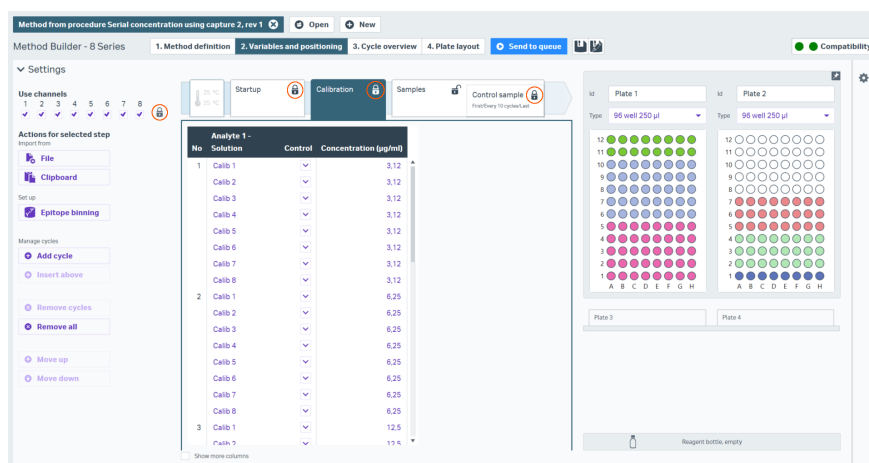 Method from procedure Serial concentration using capture 2, rev 1 Open New
Method Builder - 8 Series 1. Method definition 2. Variables and positioning 3. Cycle overview 4. Plate layout Send to queue Compatibility
Settings
Use channels
1 2 3 4 5 6 7 8
Actions for selected step
Import from
File
Clipboard
Set up
Epitope binning
Manage cycles
Add cycle
Insert above
Remove cycles
Remove all
Move up
Move down
25 °C
25 °C
Startup
Calibration
Samples
Control sample
First/Every 10 cycles/Last
Analyte 1 -
No Solution Control Concentration (µg/ml)
1 Calib 1 3,12
Calib 2 3,12
Calib 3 3,12
Calib 4 3,12
Calib 5 3,12
Calib 6 3,12
Calib 7 3,12
Calib 8 3,12
2 Calib 1 6,25
Calib 2 6,25
Calib 3 6,25
Calib 4 6,25
Calib 5 6,25
Calib 6 6,25
Calib 7 6,25
Calib 8 6,25
3 Calib 1 12,5
Calib 2 12,5
Show more columns
Id Plate 1
Type 96 well 250 µl
12
11
10
9
8
7
6
5
4
3
2
1
A B C D E F G H
Id Plate 2
Type 96 well 250 µl
12
11
10
9
8
7
6
5
4
3
2
1
A B C D E F G H
Plate 3
Plate 4
Reagent bottle, empty